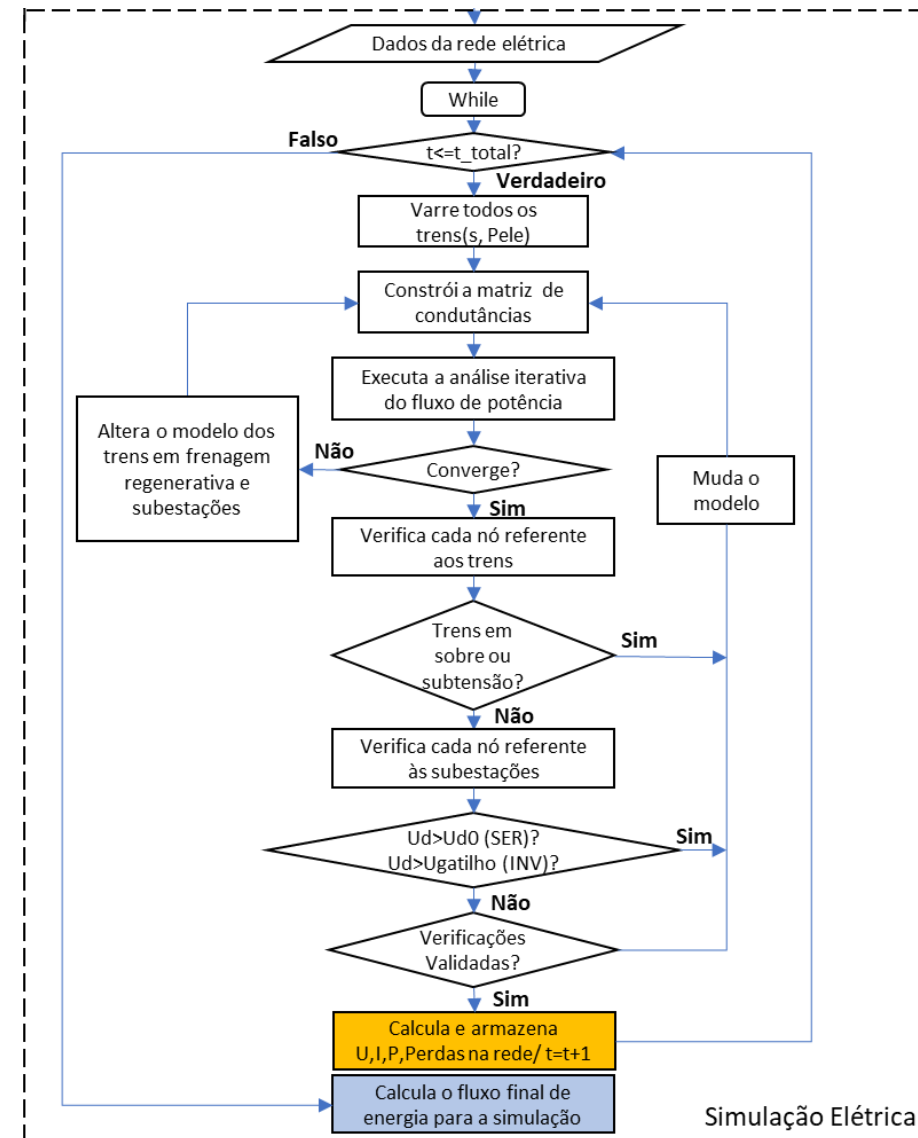 Dados da rede elétrica
While
Falso
t<=t_total?
Verdadeiro
Varre todos os
trens(s, Pele)
Constrói a matriz de
condutâncias
Executa a análise iterativa
do fluxo de potência
Altera o modelo dos
trens em frenagem
regenerativa e
subestações
Não
Converge?
Muda o
modelo
Sim
Verifica cada nó referente
aos trens
Trens em
sobre ou
subtensão?
Sim
Não
Verifica cada nó referente
às subestações
Ud>Ud0 (SER)?
Ud>Ugatilho (INV)?
Sim
Não
Verificações
Validadas?
Sim
Calcula e armazena
U,I,P,Perdas na rede/ t=t+1
Calcula o fluxo final de
energia para a simulação
Simulação Elétrica